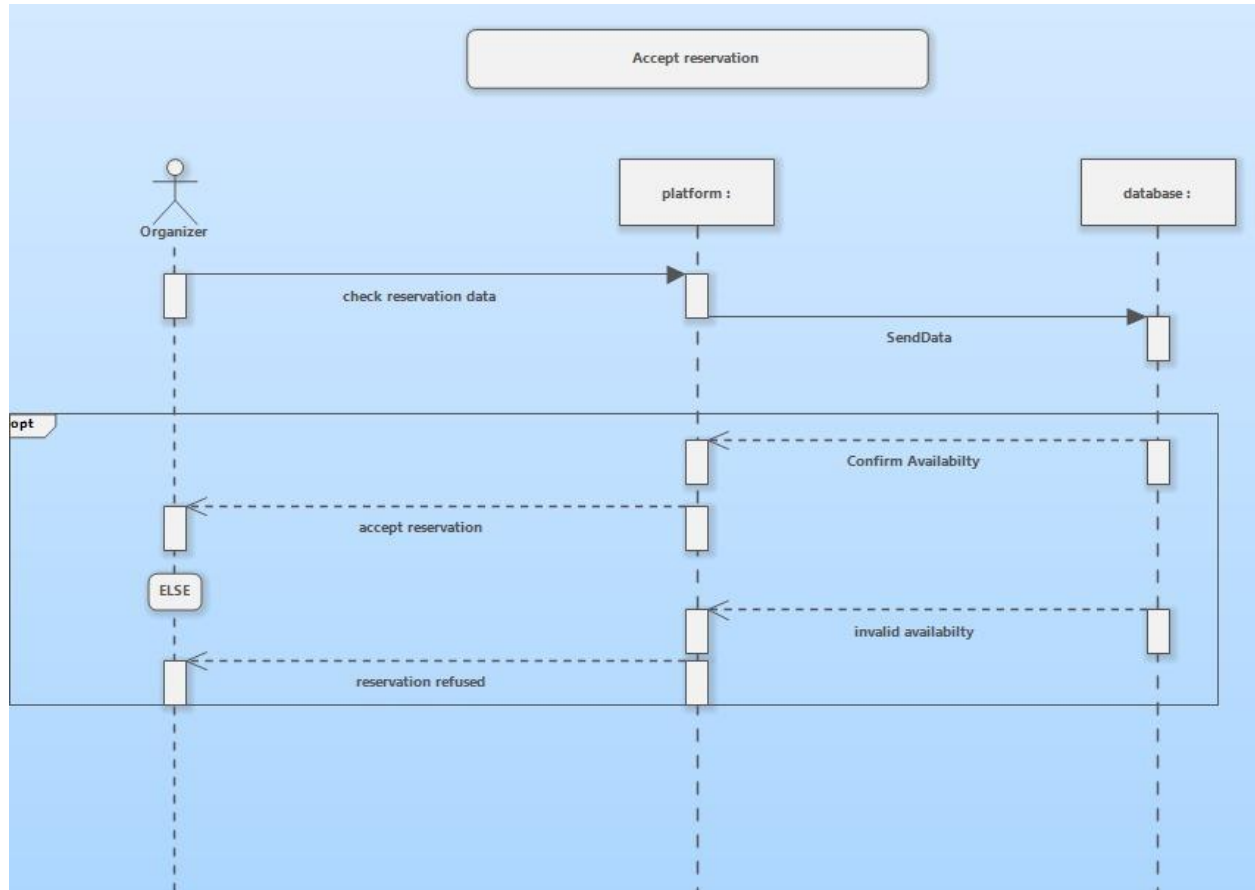 Accept reservation
Organizer
platform :
database :
check reservation data
SendData
opt
Confirm Availabilty
accept reservation
ELSE
invalid availabilty
reservation refused